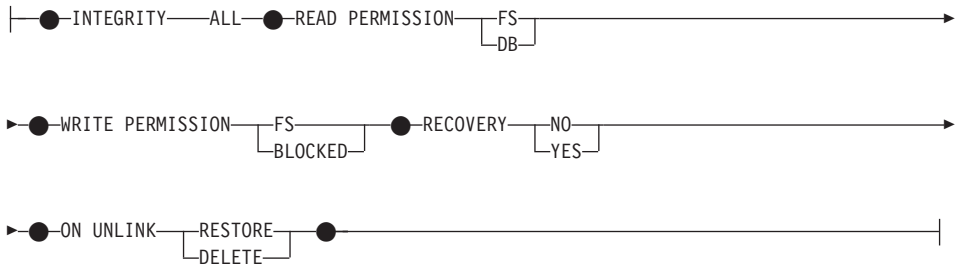 INTEGRITY ALL READ PERMISSION FS
DB
WRITE PERMISSION FS RECOVERY NO
BLOCKED YES
ON UNLINK RESTORE
DELETE